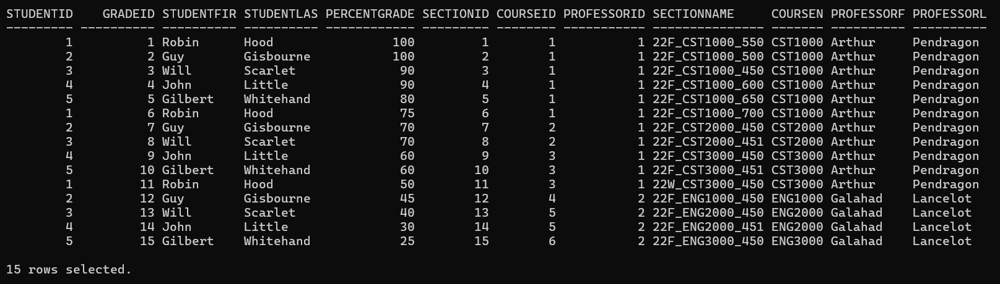 STUDENTID    GRADEID STUDENTFIR STUDENTLAS PERCENTGRADE SECTIONID COURSEID PROFESSORID SECTIONNAME     COURSEN PROFESSORF PROFESSORL
--------- ---------- ---------- ---------- ------------ --------- -------- ----------- --------------- ------- ---------- ----------
        1          1 Robin      Hood                100         1        1           1 22F_CST1000_550 CST1000 Arthur     Pendragon
        2          2 Guy        Gisbourne           100         2        1           1 22F_CST1000_500 CST1000 Arthur     Pendragon
        3          3 Will       Scarlet              90         3        1           1 22F_CST1000_450 CST1000 Arthur     Pendragon
        4          4 John       Little               90         4        1           1 22F_CST1000_600 CST1000 Arthur     Pendragon
        5          5 Gilbert    Whitehand            80         5        1           1 22F_CST1000_650 CST1000 Arthur     Pendragon
        1          6 Robin      Hood                 75         6        1           1 22F_CST1000_700 CST1000 Arthur     Pendragon
        2          7 Guy        Gisbourne            70         7        2           1 22F_CST2000_450 CST2000 Arthur     Pendragon
        3          8 Will       Scarlet              70         8        2           1 22F_CST2000_451 CST2000 Arthur     Pendragon
        4          9 John       Little               60         9        3           1 22F_CST3000_450 CST3000 Arthur     Pendragon
        5         10 Gilbert    Whitehand            60        10        3           1 22F_CST3000_451 CST3000 Arthur     Pendragon
        1         11 Robin      Hood                 50        11        3           1 22W_CST3000_450 CST3000 Arthur     Pendragon
        2         12 Guy        Gisbourne            45        12        4           2 22F_ENG1000_450 ENG1000 Galahad    Lancelot
        3         13 Will       Scarlet              40        13        5           2 22F_ENG2000_450 ENG2000 Galahad    Lancelot
        4         14 John       Little               30        14        5           2 22F_ENG2000_451 ENG2000 Galahad    Lancelot
        5         15 Gilbert    Whitehand            25        15        6           2 22F_ENG3000_450 ENG3000 Galahad    Lancelot
15 rows selected.